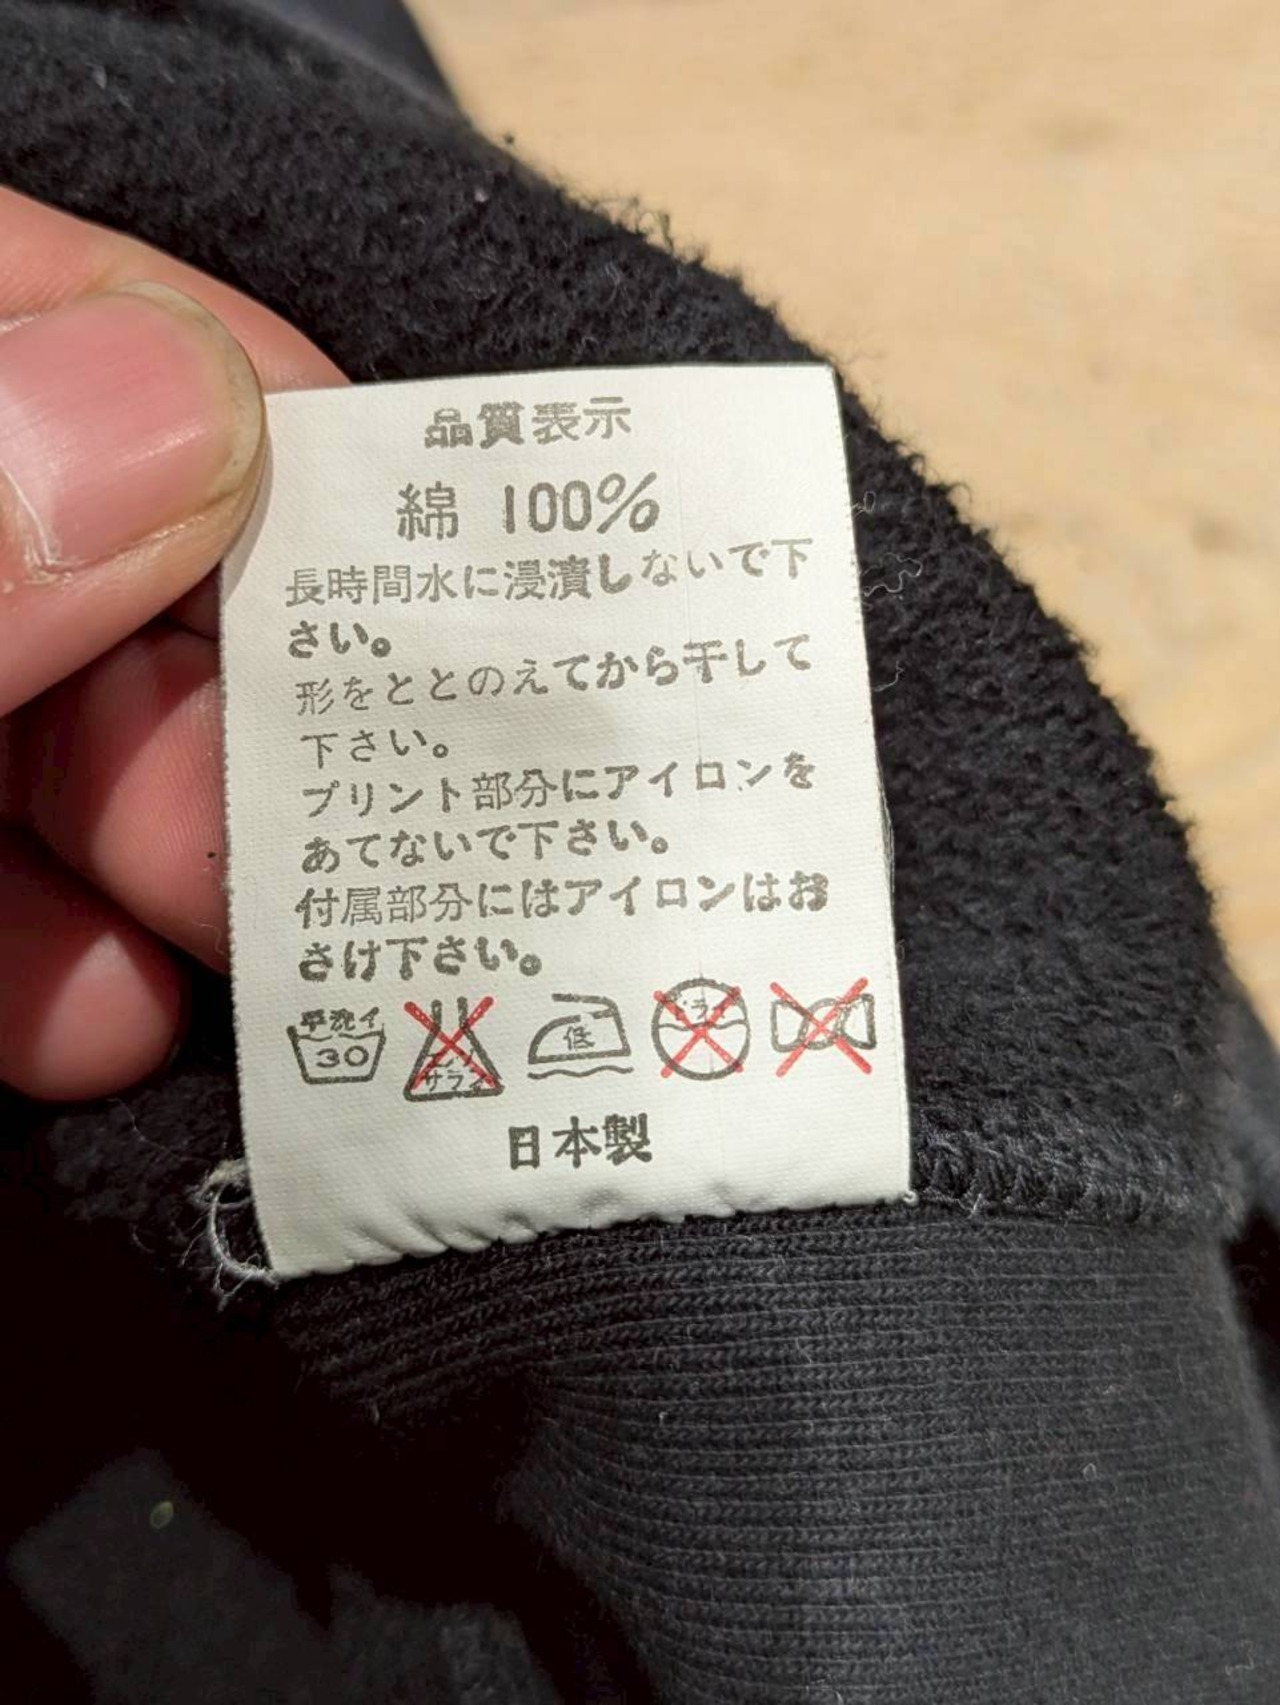 品質表示
綿 100%
長時間水に浸漬しないで下
さい。
形をととのえてから干して
下さい。
プリント部分にアイロンを
あてないで下さい。
付属部分にはアイロンはお
さけ下さい。
手洗イ 30 エンソ サラシ 低 ドライ
日本製